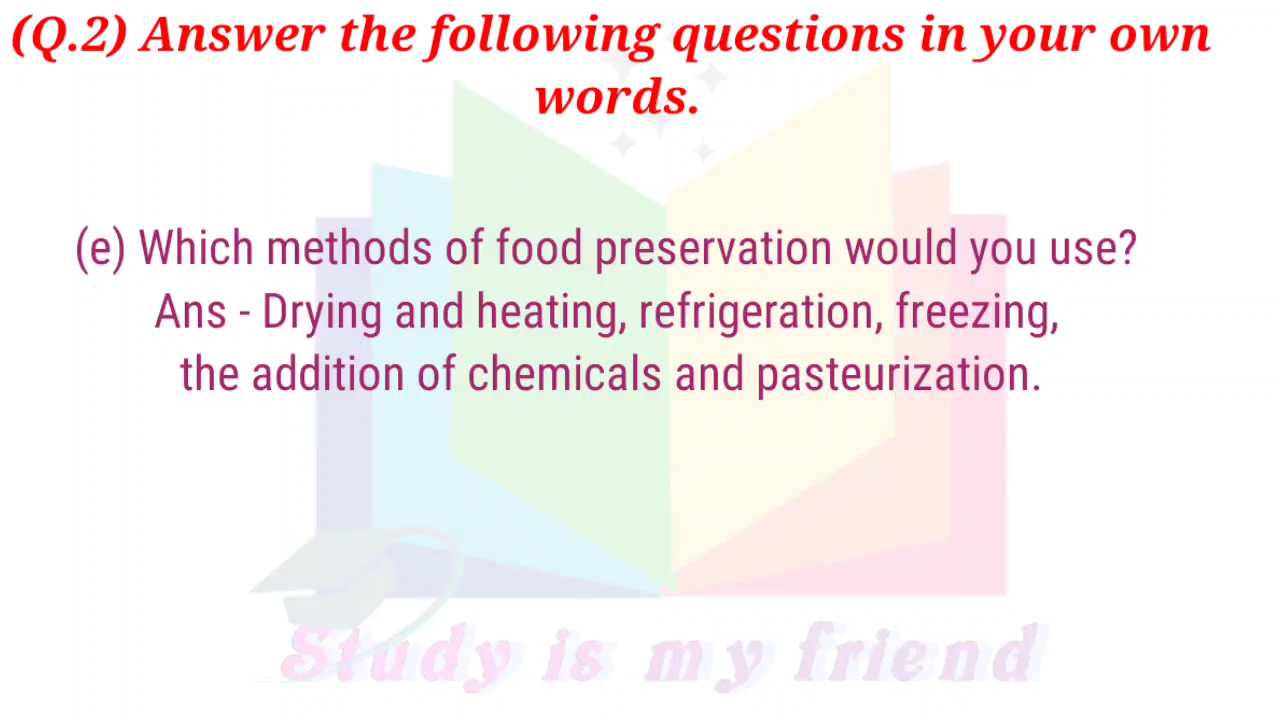 (Q.2) Answer the following questions in your own
words.
(e) Which methods of food preservation would you use?
Ans - Drying and heating, refrigeration, freezing,
the addition of chemicals and pasteurization.
Study is my friend